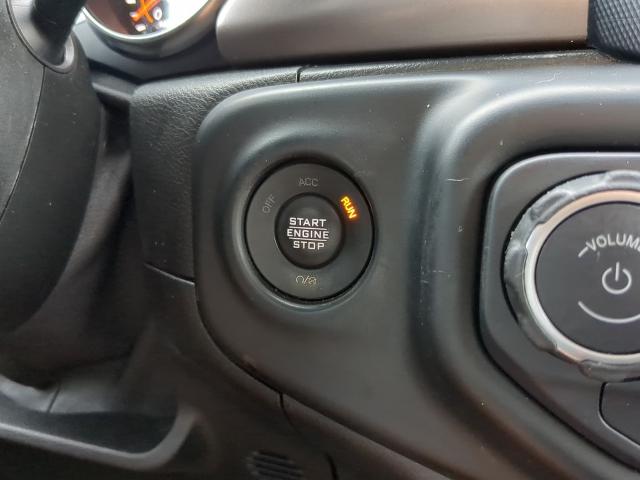 ACC
OFF
RUN
START
ENGINE
STOP
VOLUME